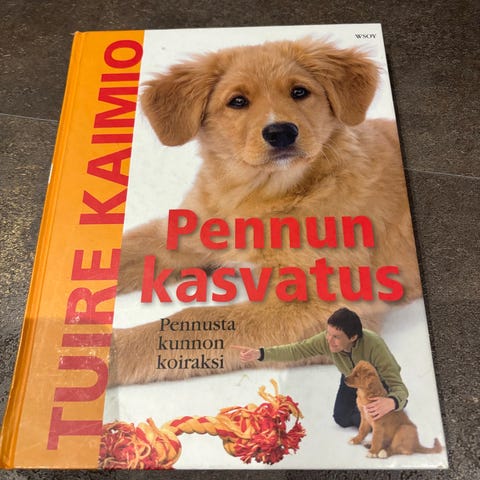 WSOY
TUIRE KAIMIO
Pennun
kasvatus
Pennusta
kunnon
koiraksi